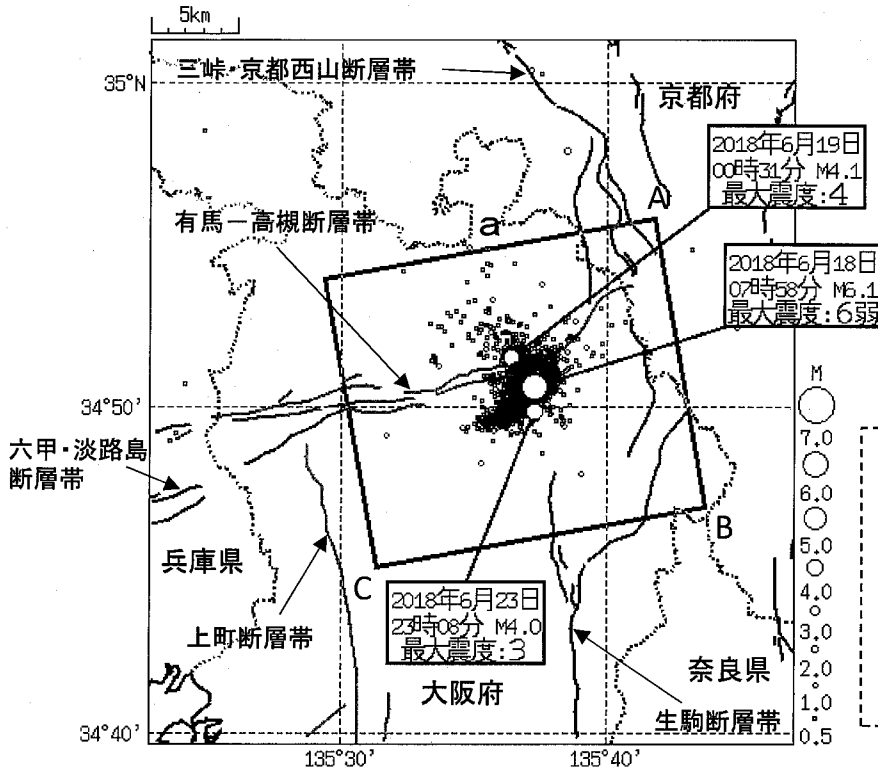 5km
三峠・京都西山断層帯
35°N
京都府
2018年6月19日
00時31分 M4.1
最大震度:4
A
a
有馬－高槻断層帯
2018年6月18日
07時58分 M6.1
最大震度:6弱
M
7.0
6.0
5.0
4.0
3.0
2.0
1.0
0.5
34°50'
六甲・淡路島
断層帯
兵庫県
B
C
2018年6月23日
23時08分 M4.0
最大震度:3
上町断層帯
大阪府
奈良県
生駒断層帯
34°40'
135°30'
135°40'